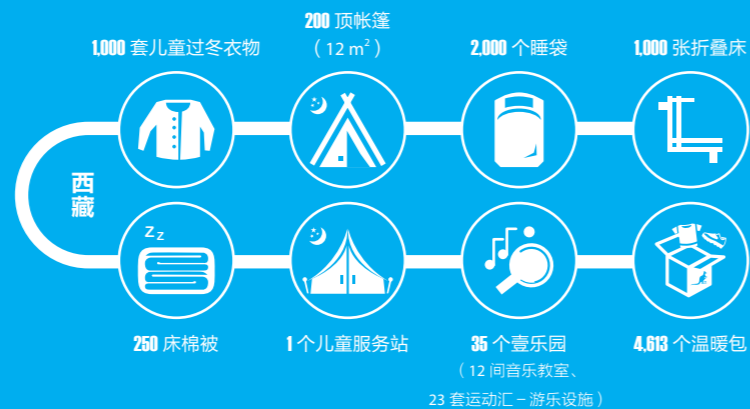 1,000 套儿童过冬衣物
200 顶帐篷
（12 m²）
2,000 个睡袋
1,000 张折叠床
西藏
zz
250 床棉被
1 个儿童服务站
35 个壹乐园
（12 间音乐教室、
23 套运动汇－游乐设施）
4,613 个温暖包